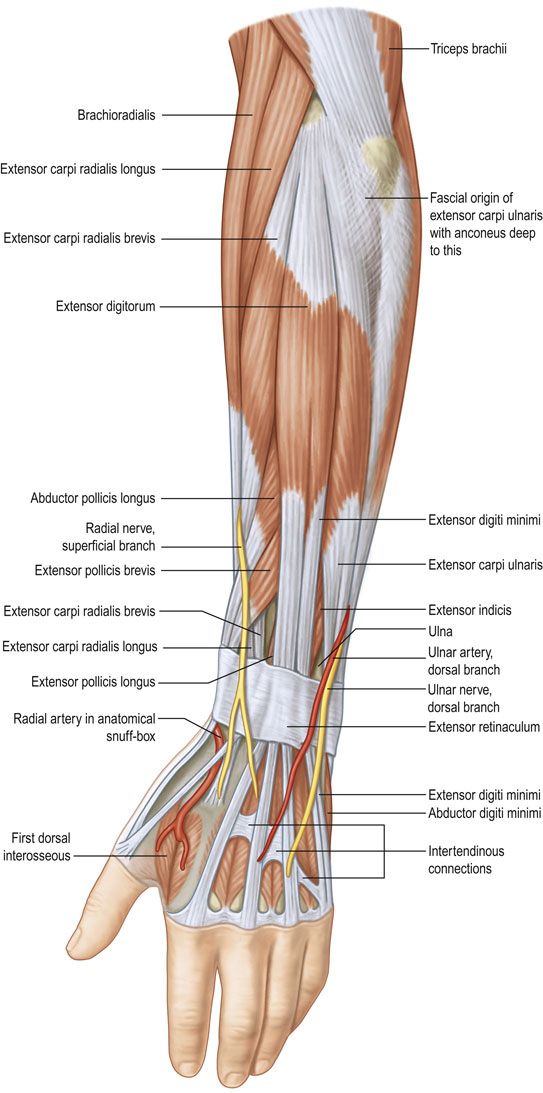 Triceps brachii
Brachioradialis
Extensor carpi radialis longus
Fascial origin of
extensor carpi ulnaris
with anconeus deep
to this
Extensor carpi radialis brevis
Extensor digitorum
Abductor pollicis longus
Radial nerve,
superficial branch
Extensor pollicis brevis
Extensor carpi radialis brevis
Extensor carpi radialis longus
Extensor pollicis longus
Radial artery in anatomical
snuff-box
First dorsal
interosseous
Extensor digiti minimi
Extensor carpi ulnaris
Extensor indicis
Ulna
Ulnar artery,
dorsal branch
Ulnar nerve,
dorsal branch
Extensor retinaculum
Extensor digiti minimi
Abductor digiti minimi
Intertendinous
connections